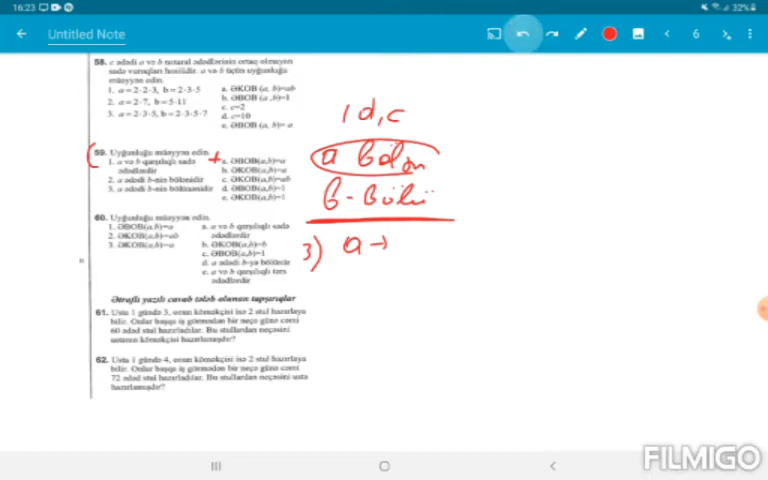 16:23
32%
Untitled Note
6
58. c ədədi a və b natural ədədlərinin ortaq olmayan
sadə vuruqları hasilidir. a və b üçün uyğunluğu
müəyyən edin.
1. a=2·2·3, b=2·3·5
2. a=2·7, b=5·11
3. a=2·3·5, b=2·3·5·7
a. ƏKOB (a, b)=ab
b. ƏBOB (a, b)=1
c. c=2
d. c=10
e. ƏBOB (a, b)= a
59. Uyğunluğu müəyyən edin.
1. a və b qarşılıqlı sadə
ədədlərdir
2. a ədədi b-nin bölənidir
3. a ədədi b-nin bölünənidir
a. ƏBOB(a,b)=a
b. ƏKOB(a,b)=a
c. ƏKOB(a,b)=ab
d. ƏBOB(a,b)=1
e. ƏKOB(a,b)=1
60. Uyğunluğu müəyyən edin.
1. ƏBOB(a,b)=a
2. ƏKOB(a,b)=ab
3. ƏKOB(a,b)=a
a. a və b qarşılıqlı sadə
ədədlərdir
b. ƏKOB(a,b)=b
c. ƏBOB(a,b)=1
d. a ədədi b-yə bölünür
e. a və b qarşılıqlı tərs
ədədlərdir
Ətraflı yazılı cavab tələb olunan tapşırıqlar
61. Usta 1 gündə 3, onun köməkçisi isə 2 stul hazırlaya
bilir. Onlar başqa iş görmədən bir neçə günə cəmi
60 ədəd stul hazırladılar. Bu stullardan neçəsini
ustanın köməkçisi hazırlamışdır?
62. Usta 1 gündə 4, onun köməkçisi isə 2 stul hazırlaya
bilir. Onlar başqa iş görmədən bir neçə günə cəmi
72 ədəd stul hazırladılar. Bu stullardan neçəsini usta
hazırlamışdır?
1 d, c
a bölən
b - Bölü
3) a →
FILMIGO